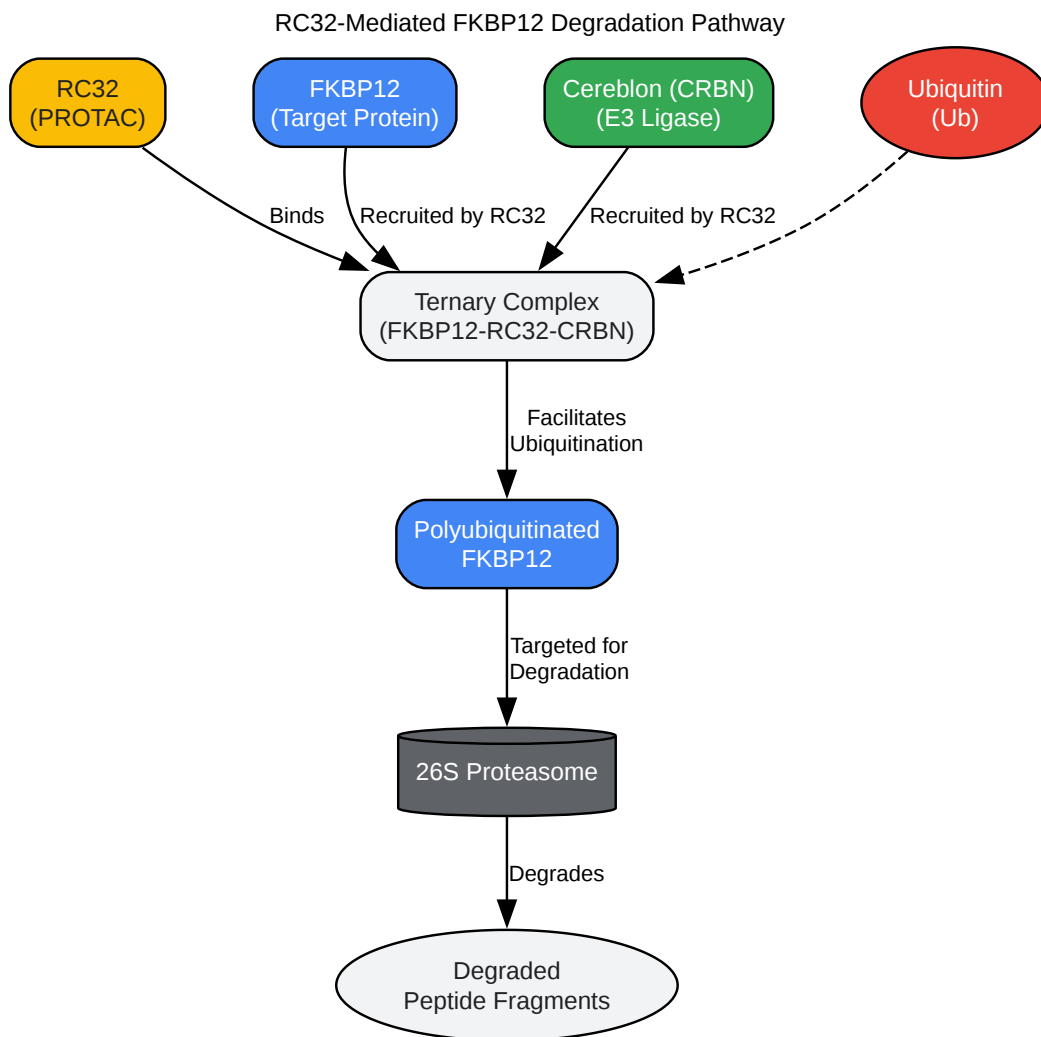 RC32-Mediated FKBP12 Degradation Pathway
RC32
(PROTAC)
FKBP12
(Target Protein)
Cereblon (CRBN)
(E3 Ligase)
Ubiquitin
(Ub)
Binds
Recruited by RC32
Recruited by RC32
Ternary Complex
(FKBP12-RC32-CRBN)
Facilitates
Ubiquitination
Polyubiquitinated
FKBP12
Targeted for
Degradation
26S Proteasome
Degrades
Degraded
Peptide Fragments